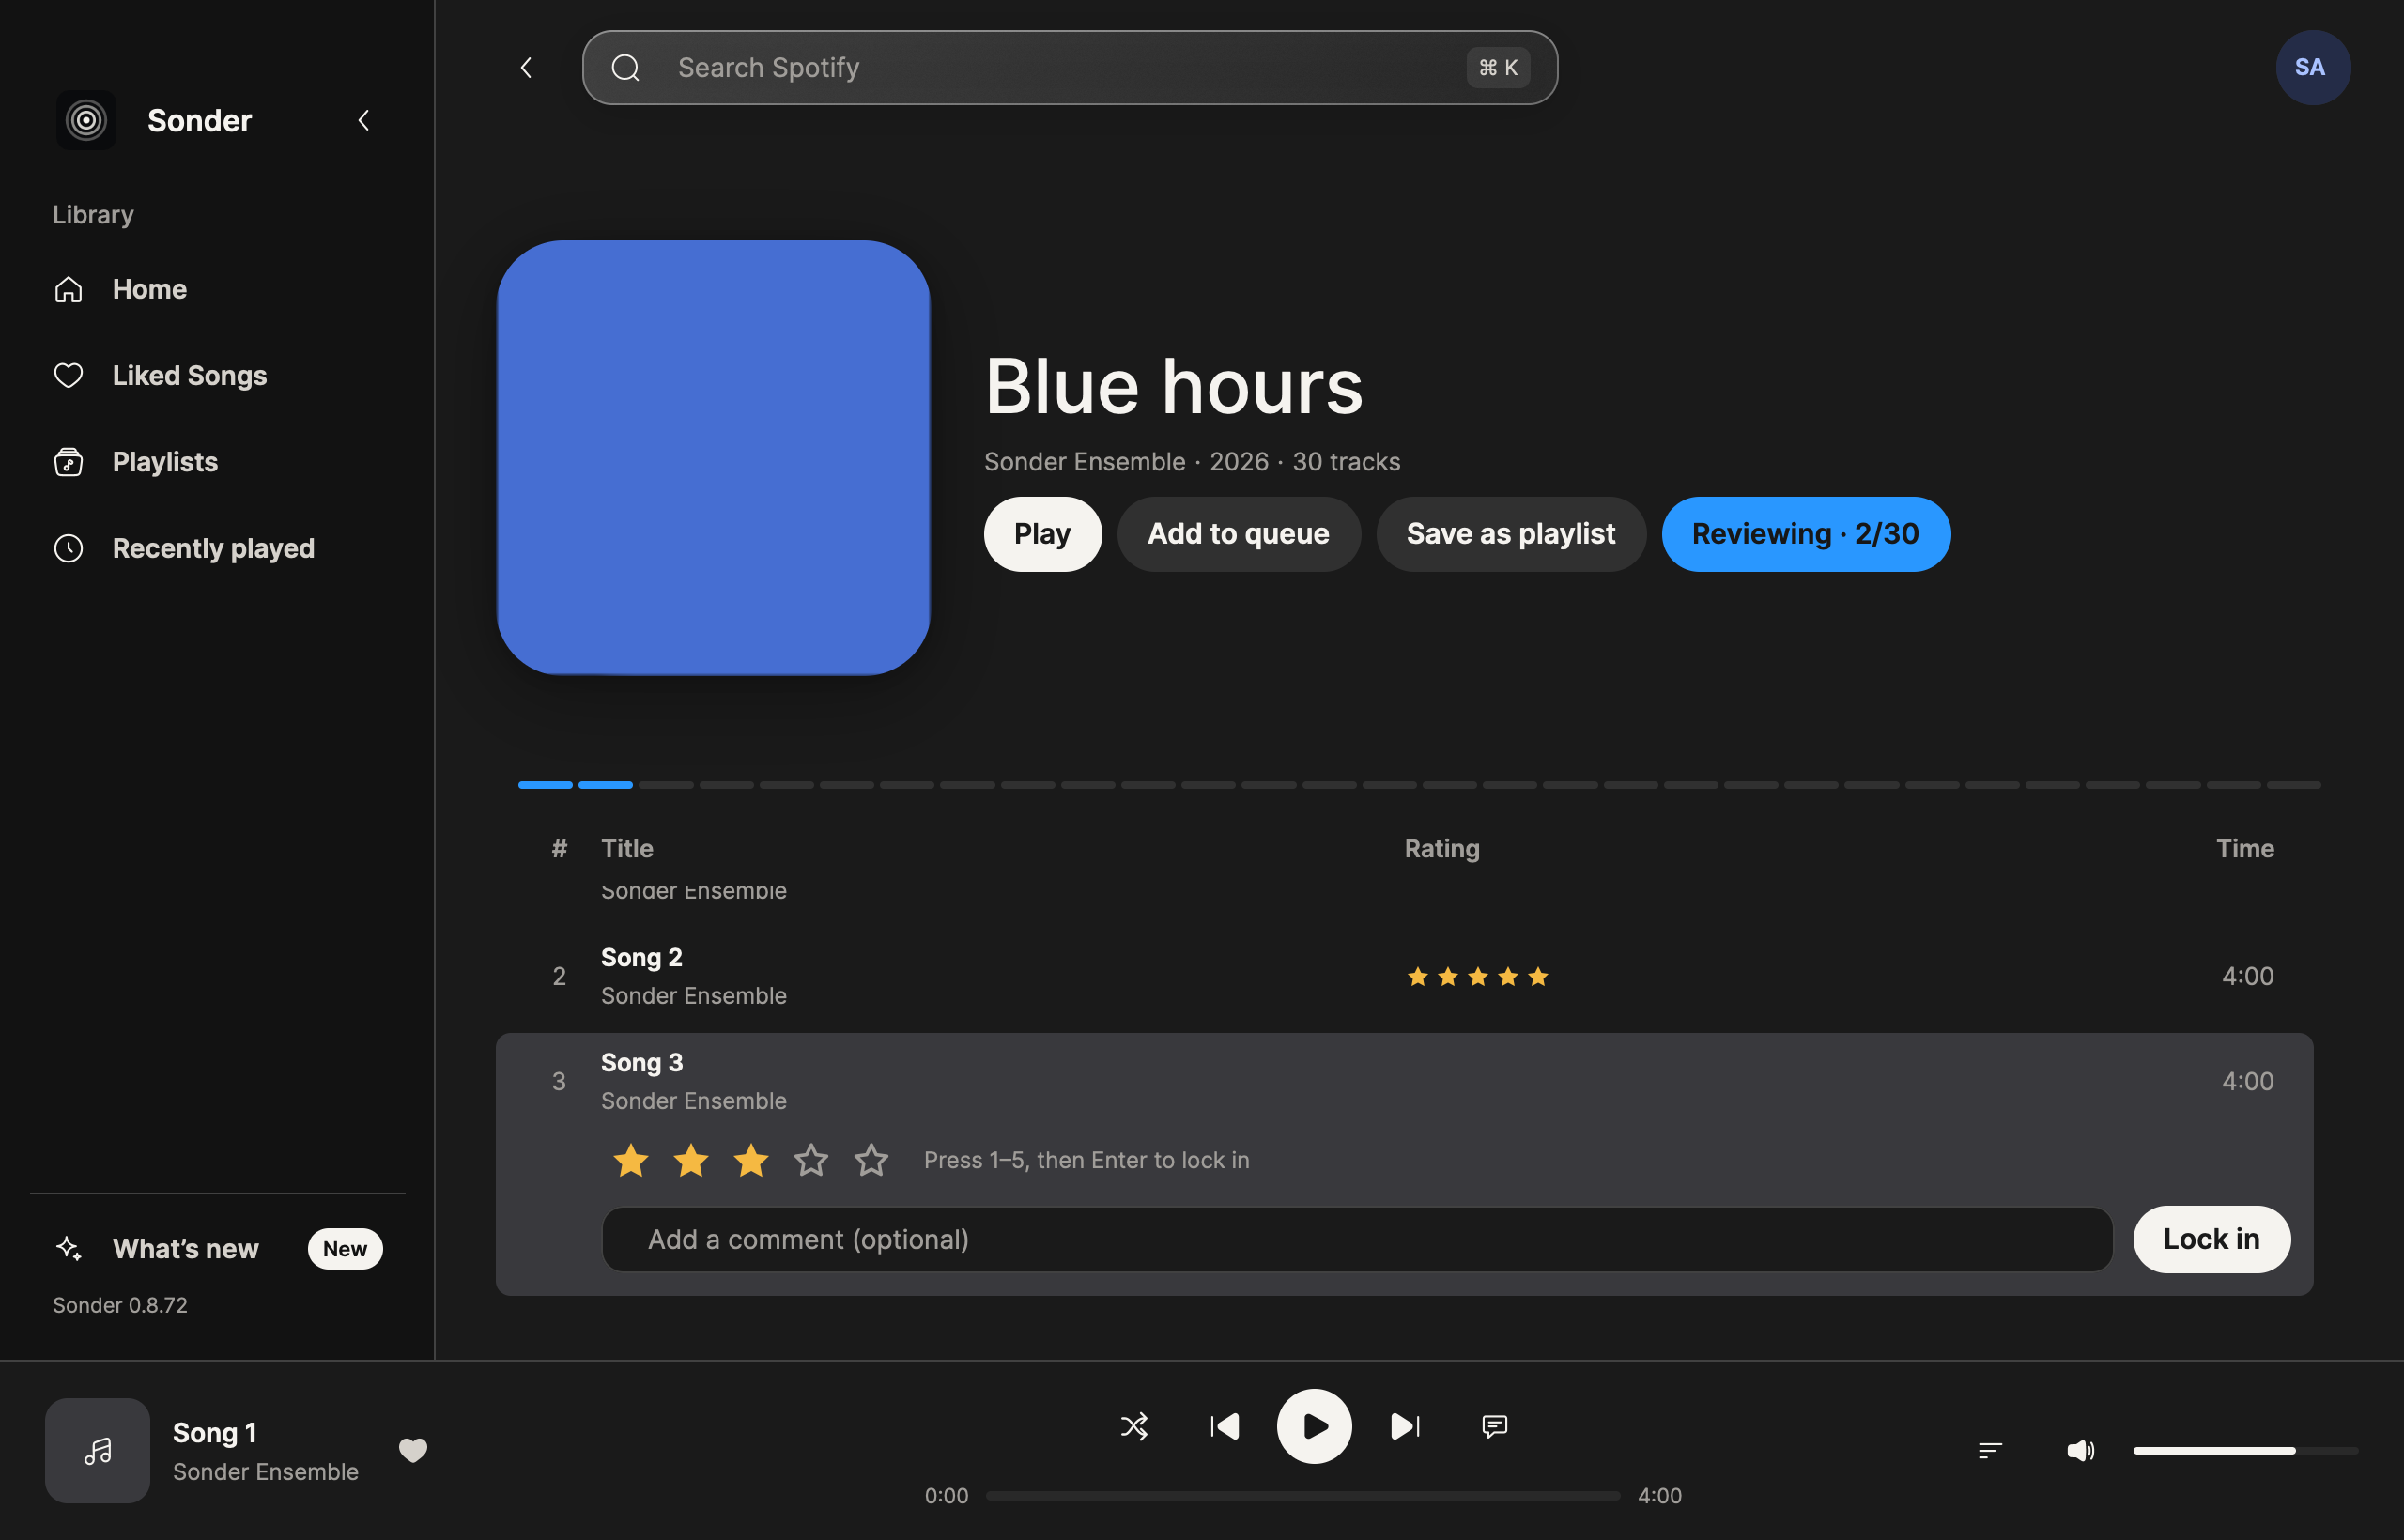 Search Spotify
⌘ K
SA
Sonder
Library
Home
Liked Songs
Playlists
Recently played
Blue hours
Sonder Ensemble · 2026 · 30 tracks
Play
Add to queue
Save as playlist
Reviewing · 2/30
# Title Rating Time
Sonder Ensemble
2 Song 2 4:00
Sonder Ensemble
3 Song 3 4:00
Sonder Ensemble
Press 1–5, then Enter to lock in
Add a comment (optional)
Lock in
What’s new
New
Sonder 0.8.72
Song 1
Sonder Ensemble
0:00
4:00